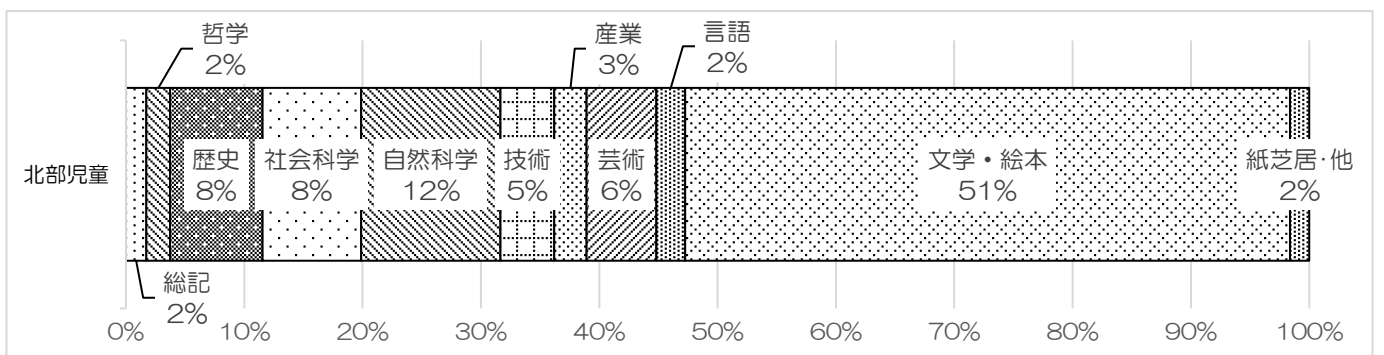 哲学
2%
産業
3%
言語
2%
北部児童
歴史
8%
社会科学
8%
自然科学
12%
技術
5%
芸術
6%
文学・絵本
51%
紙芝居･他
2%
総記
2%
0% 10% 20% 30% 40% 50% 60% 70% 80% 90% 100%